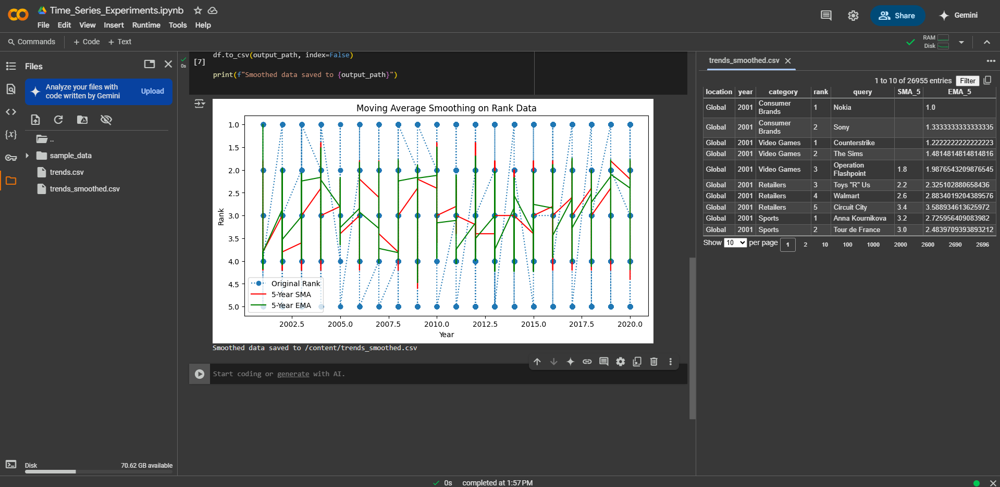 Time_Series_Experiments.ipynb
File Edit View Insert Runtime Tools Help
Share
Gemini
Commands + Code + Text
RAM
Disk
Files
Analyze your files with
code written by Gemini
Upload
{x}
..
sample_data
trends.csv
trends_smoothed.csv
Disk 70.62 GB available
0s
[7]
df.to_csv(output_path, index=False)
print(f"Smoothed data saved to {output_path}")
Moving Average Smoothing on Rank Data
1.0
1.5
2.0
2.5
3.0
3.5
4.0
4.5
5.0
Rank
Original Rank
5-Year SMA
5-Year EMA
2002.5 2005.0 2007.5 2010.0 2012.5 2015.0 2017.5 2020.0
Year
Smoothed data saved to /content/trends_smoothed.csv
Start coding or generate with AI.
trends_smoothed.csv
1 to 10 of 26955 entries Filter
location year category rank query SMA_5 EMA_5
Global 2001 Consumer Brands 1 Nokia 1.0
Global 2001 Consumer Brands 2 Sony 1.3333333333333335
Global 2001 Video Games 1 Counterstrike 1.2222222222222223
Global 2001 Video Games 2 The Sims 1.4814814814814816
Global 2001 Video Games 3 Operation Flashpoint 1.8 1.9876543209876545
Global 2001 Retailers 3 Toys "R" Us 2.2 2.325102880658436
Global 2001 Retailers 4 Walmart 2.6 2.8834019204389576
Global 2001 Retailers 5 Circuit City 3.4 3.588934613625972
Global 2001 Sports 1 Anna Kournikova 3.2 2.725956409083982
Global 2001 Sports 2 Tour de France 3.0 2.4839709393893212
Show 10 per page 1 2 10 100 1000 2000 2600 2690 2696
0s completed at 1:57 PM